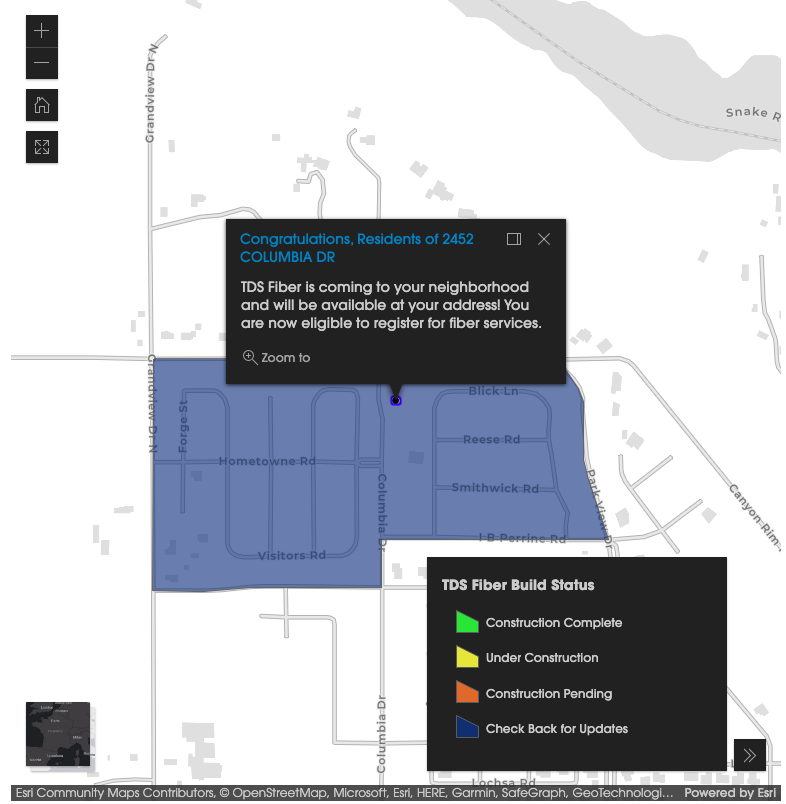 Grandview Dr N
Snake R
Congratulations, Residents of 2452
COLUMBIA DR
TDS Fiber is coming to your neighborhood
and will be available at your address! You
are now eligible to register for fiber services.
Zoom to
Grandview Dr N
Forge St
Blick Ln
Reese Rd
Hometowne Rd
Smithwick Rd
Columbia Dr
Park View Dr
Canyon Rim
I B Perrine Rd
Visitors Rd
TDS Fiber Build Status
Construction Complete
Under Construction
Construction Pending
Check Back for Updates
Columbia Dr
Lochsa Rd
Esri Community Maps Contributors, © OpenStreetMap, Microsoft, Esri, HERE, Garmin, SafeGraph, GeoTechnologi... Powered by Esri